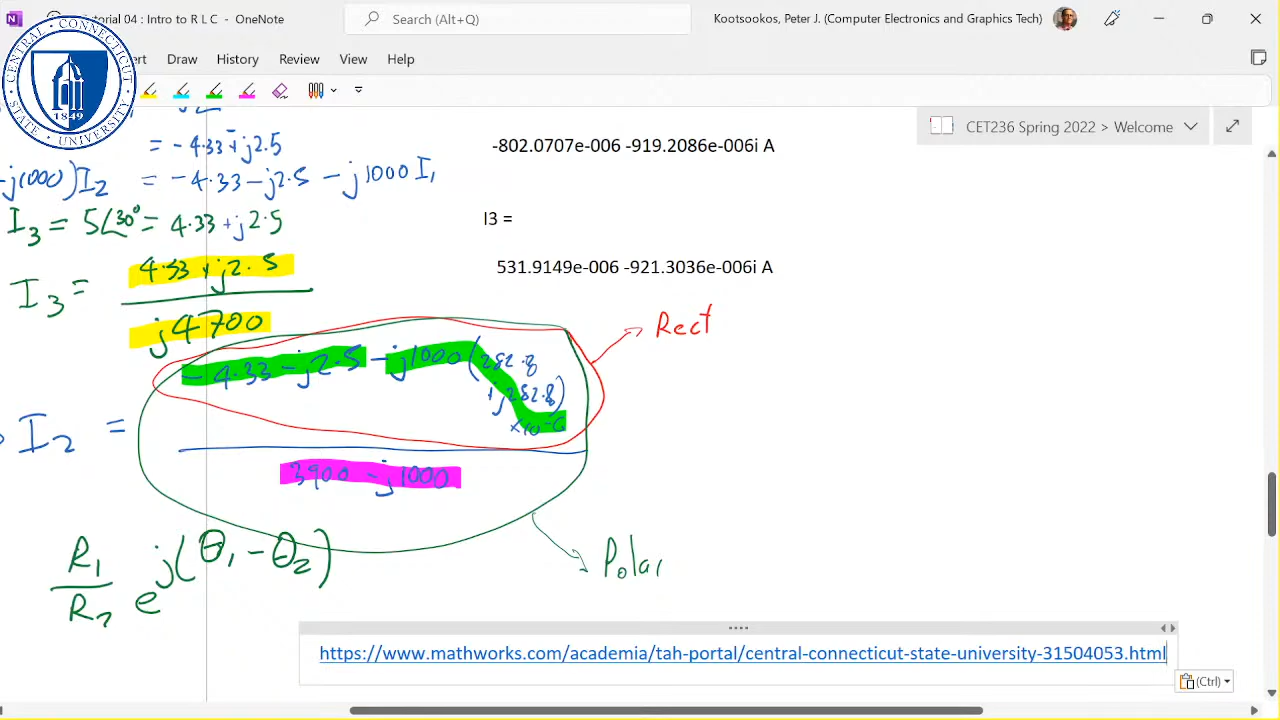 Tutorial 04 : Intro to R L C - OneNote
Search (Alt+Q)
Kootsookos, Peter J. (Computer Electronics and Graphics Tech)
CENTRAL CONNECTICUT STATE UNIVERSITY
1849
Draw History Review View Help
CET236 Spring 2022 > Welcome
= -4.33 + j2.5
-j1000)I2 = -4.33 - j2.5 - j1000 I1
I3 = 5∠30° = 4.33 + j2.5
I3 = 4.33 + j2.5
j4700
-802.0707e-006 -919.2086e-006i A
I3 =
531.9149e-006 -921.3036e-006i A
Rect
I2 = -4.33 - j2.5 - j1000 (282.8
+ j282.8)
×10-6
3900 - j1000
R1
R2
e j(θ1 - θ2)
Polar
https://www.mathworks.com/academia/tah-portal/central-connecticut-state-university-31504053.html
(Ctrl)